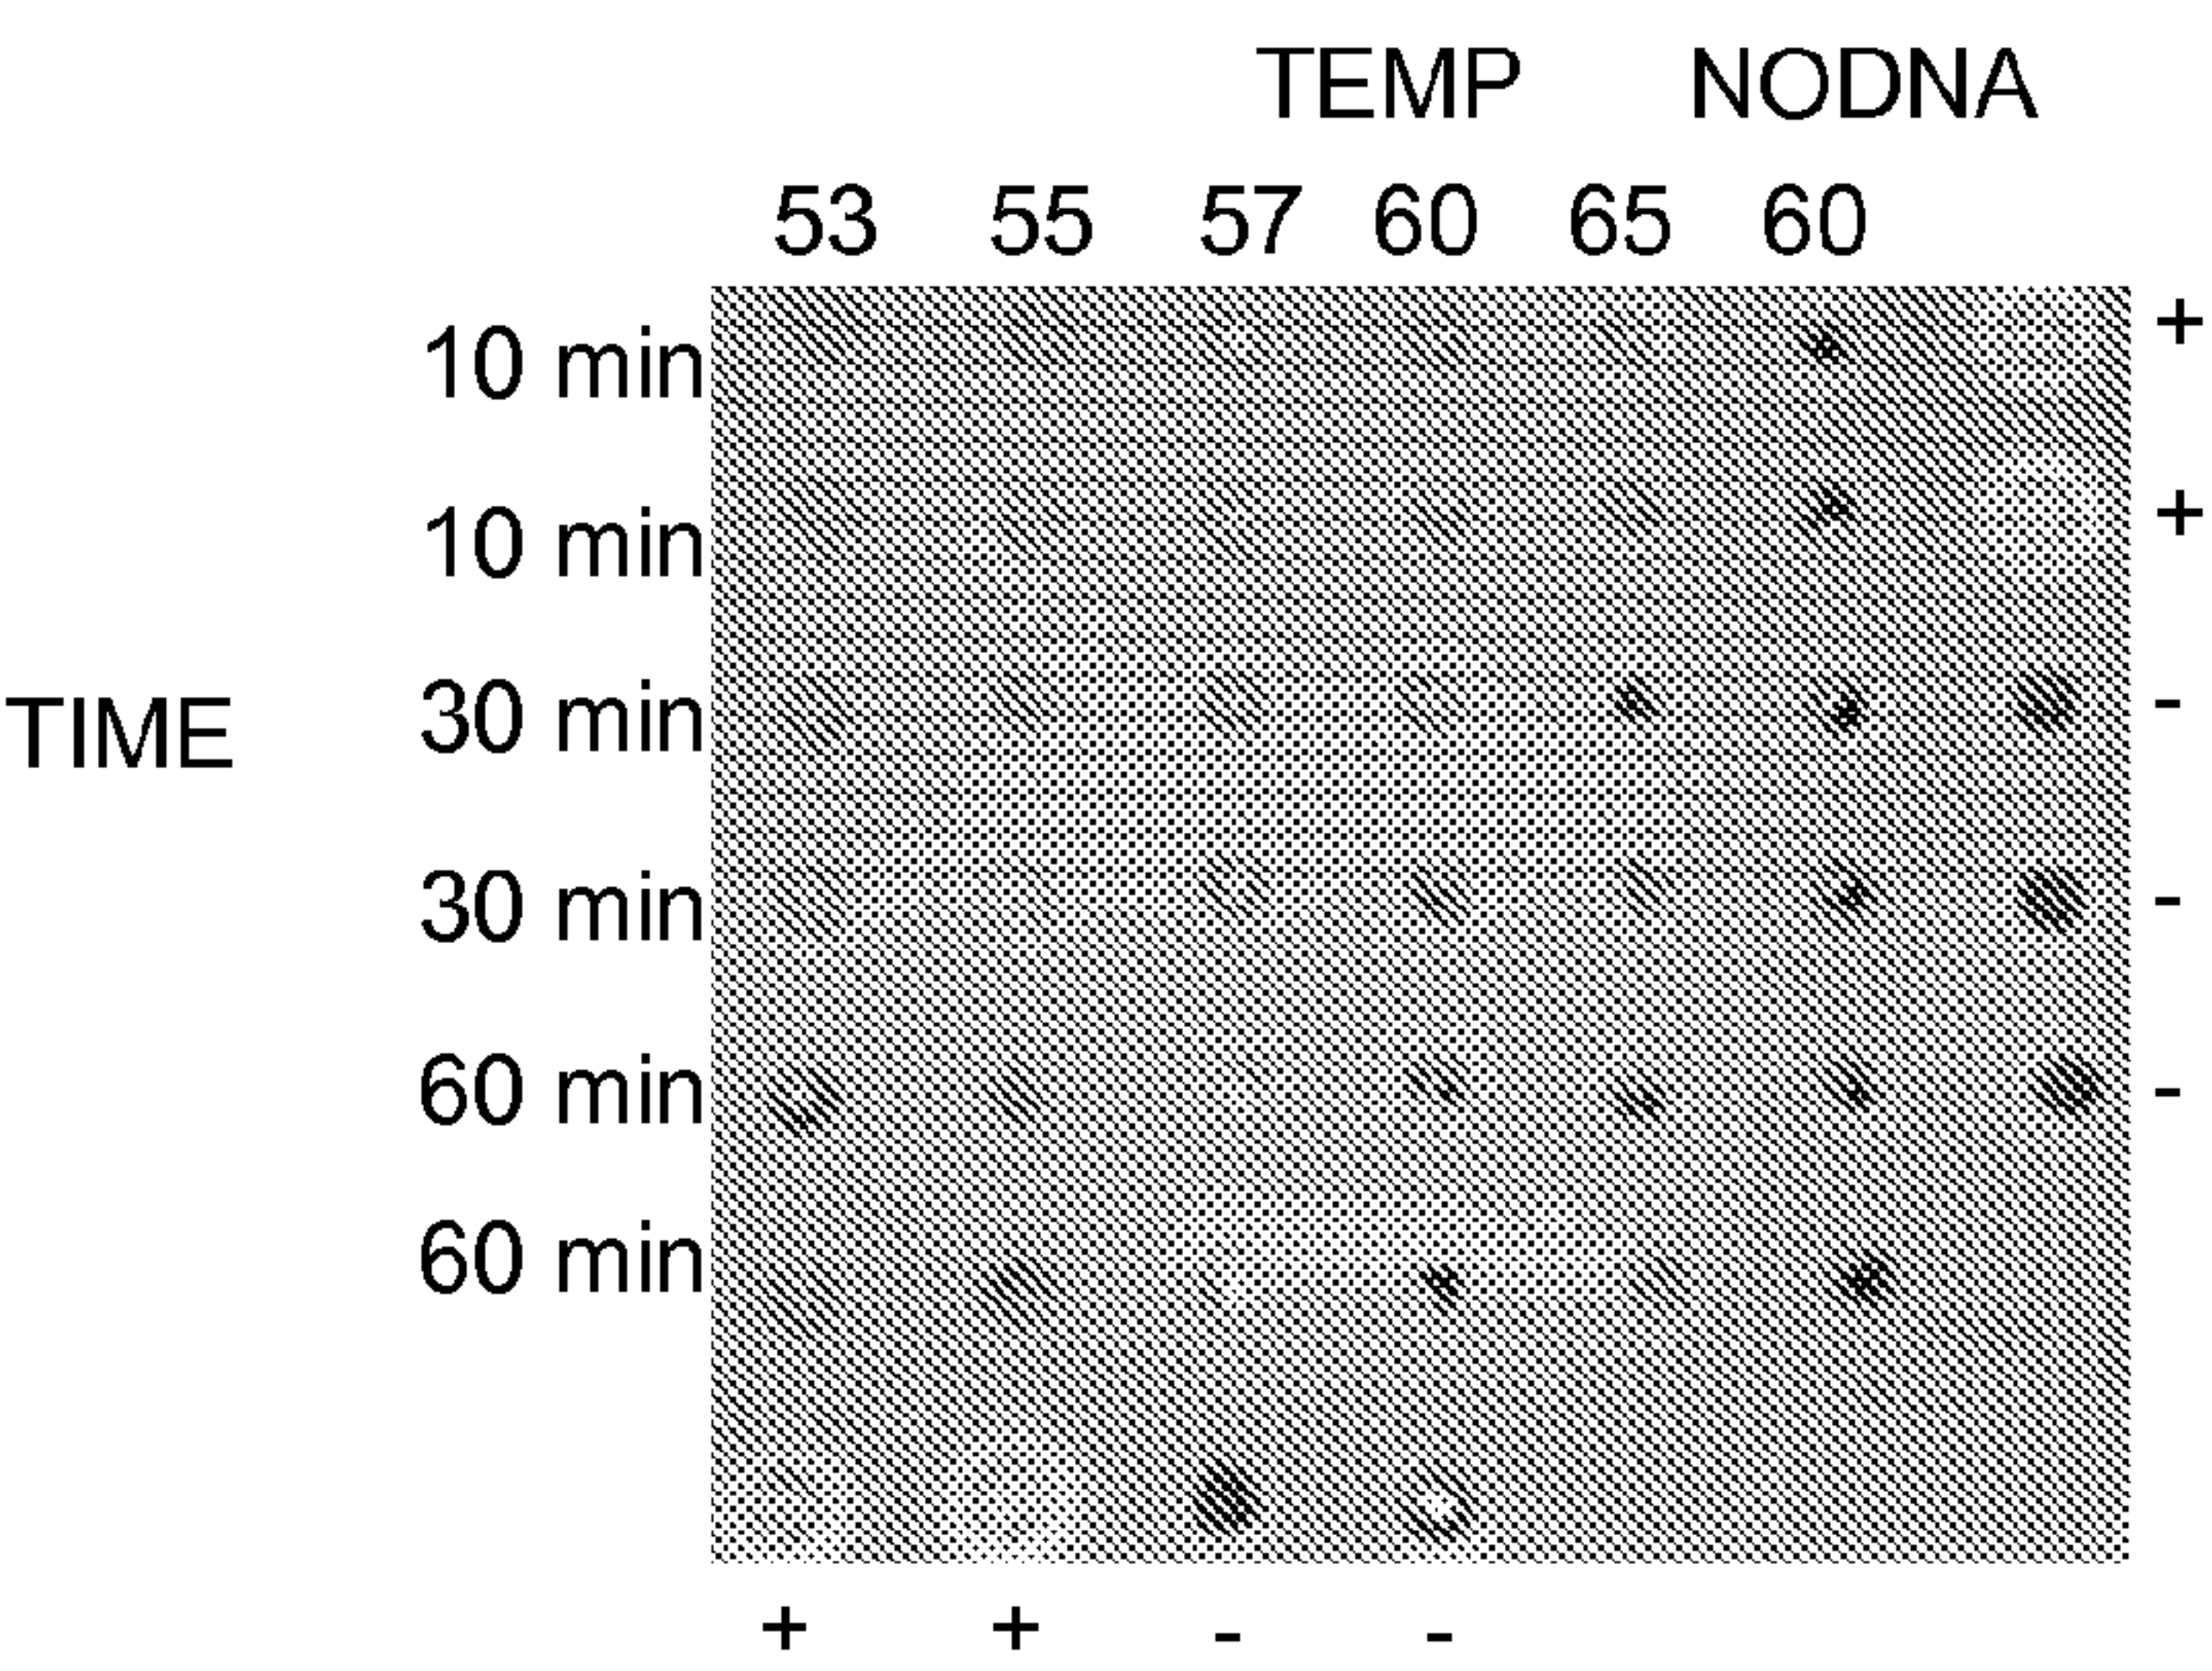 TEMP NODNA
53 55 57 60 65 60
10 min +
10 min +
TIME 30 min -
30 min -
60 min -
60 min
+ + - -